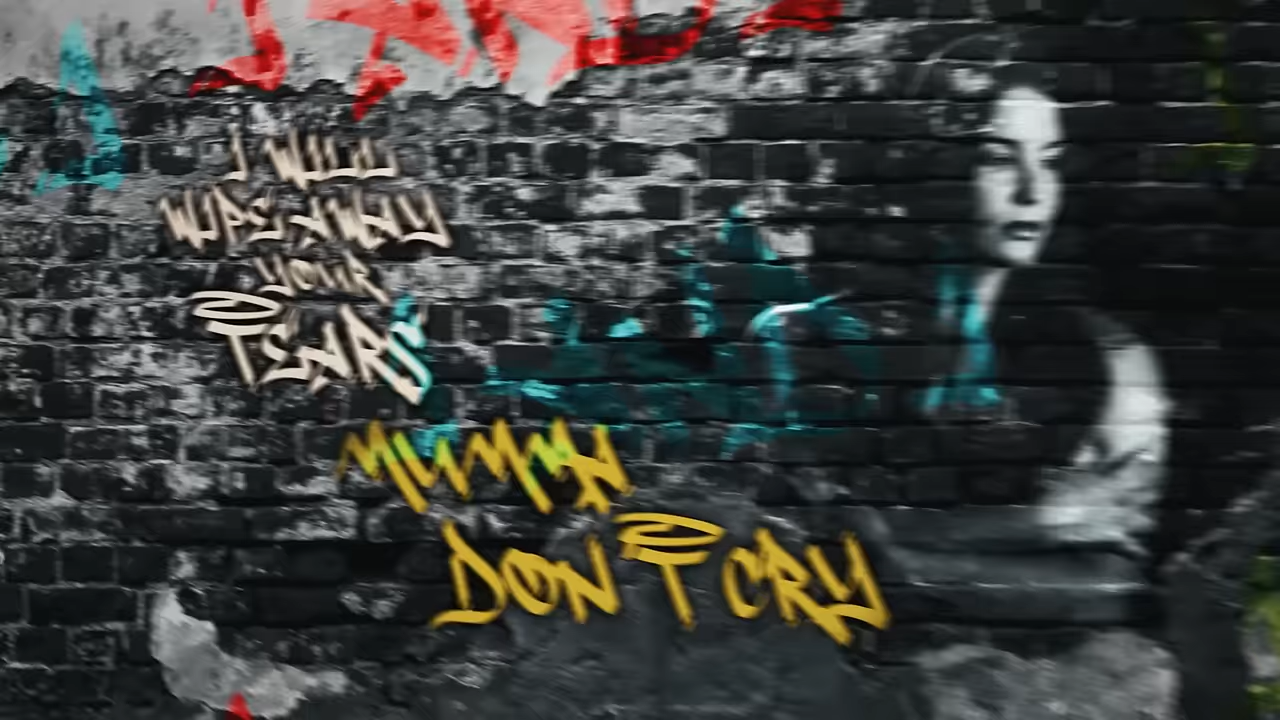 I WILL
WIPE AWAY
YOUR
TEARS
MUMMA
DON'T CRY